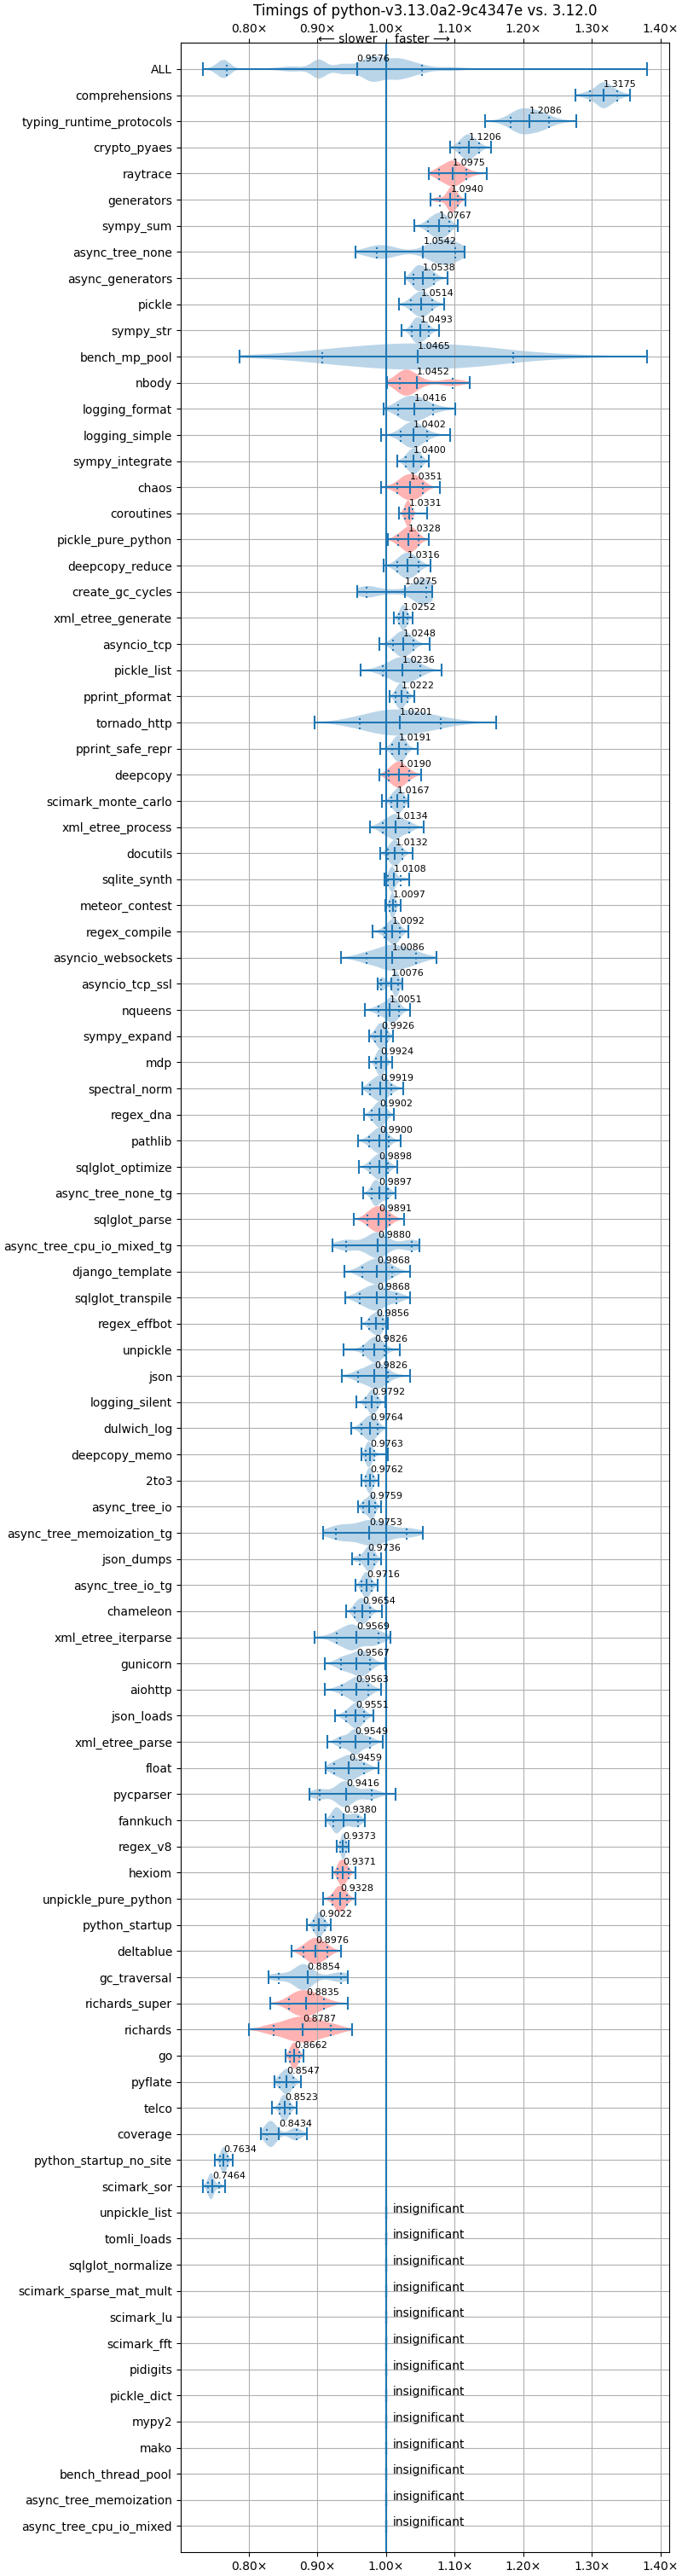 Timings of python-v3.13.0a2-9c4347e vs. 3.12.0
0.80× 0.90× 1.00× 1.10× 1.20× 1.30× 1.40×
⟵ slower faster ⟶
ALL 0.9576
comprehensions 1.3175
typing_runtime_protocols 1.2086
crypto_pyaes 1.1206
raytrace 1.0975
generators 1.0940
sympy_sum 1.0767
async_tree_none 1.0542
async_generators 1.0538
pickle 1.0514
sympy_str 1.0493
bench_mp_pool 1.0465
nbody 1.0452
logging_format 1.0416
logging_simple 1.0402
sympy_integrate 1.0400
chaos 1.0351
coroutines 1.0331
pickle_pure_python 1.0328
deepcopy_reduce 1.0316
create_gc_cycles 1.0275
xml_etree_generate 1.0252
asyncio_tcp 1.0248
pickle_list 1.0236
pprint_pformat 1.0222
tornado_http 1.0201
pprint_safe_repr 1.0191
deepcopy 1.0190
scimark_monte_carlo 1.0167
xml_etree_process 1.0134
docutils 1.0132
sqlite_synth 1.0108
meteor_contest 1.0097
regex_compile 1.0092
asyncio_websockets 1.0086
asyncio_tcp_ssl 1.0076
nqueens 1.0051
sympy_expand 0.9926
mdp 0.9924
spectral_norm 0.9919
regex_dna 0.9902
pathlib 0.9900
sqlglot_optimize 0.9898
async_tree_none_tg 0.9897
sqlglot_parse 0.9891
async_tree_cpu_io_mixed_tg 0.9880
django_template 0.9868
sqlglot_transpile 0.9868
regex_effbot 0.9856
unpickle 0.9826
json 0.9826
logging_silent 0.9792
dulwich_log 0.9764
deepcopy_memo 0.9763
2to3 0.9762
async_tree_io 0.9759
async_tree_memoization_tg 0.9753
json_dumps 0.9736
async_tree_io_tg 0.9716
chameleon 0.9654
xml_etree_iterparse 0.9569
gunicorn 0.9567
aiohttp 0.9563
json_loads 0.9551
xml_etree_parse 0.9549
float 0.9459
pycparser 0.9416
fannkuch 0.9380
regex_v8 0.9373
hexiom 0.9371
unpickle_pure_python 0.9328
python_startup 0.9022
deltablue 0.8976
gc_traversal 0.8854
richards_super 0.8835
richards 0.8787
go 0.8662
pyflate 0.8547
telco 0.8523
coverage 0.8434
python_startup_no_site 0.7634
scimark_sor 0.7464
unpickle_list insignificant
tomli_loads insignificant
sqlglot_normalize insignificant
scimark_sparse_mat_mult insignificant
scimark_lu insignificant
scimark_fft insignificant
pidigits insignificant
pickle_dict insignificant
mypy2 insignificant
mako insignificant
bench_thread_pool insignificant
async_tree_memoization insignificant
async_tree_cpu_io_mixed insignificant
0.80× 0.90× 1.00× 1.10× 1.20× 1.30× 1.40×